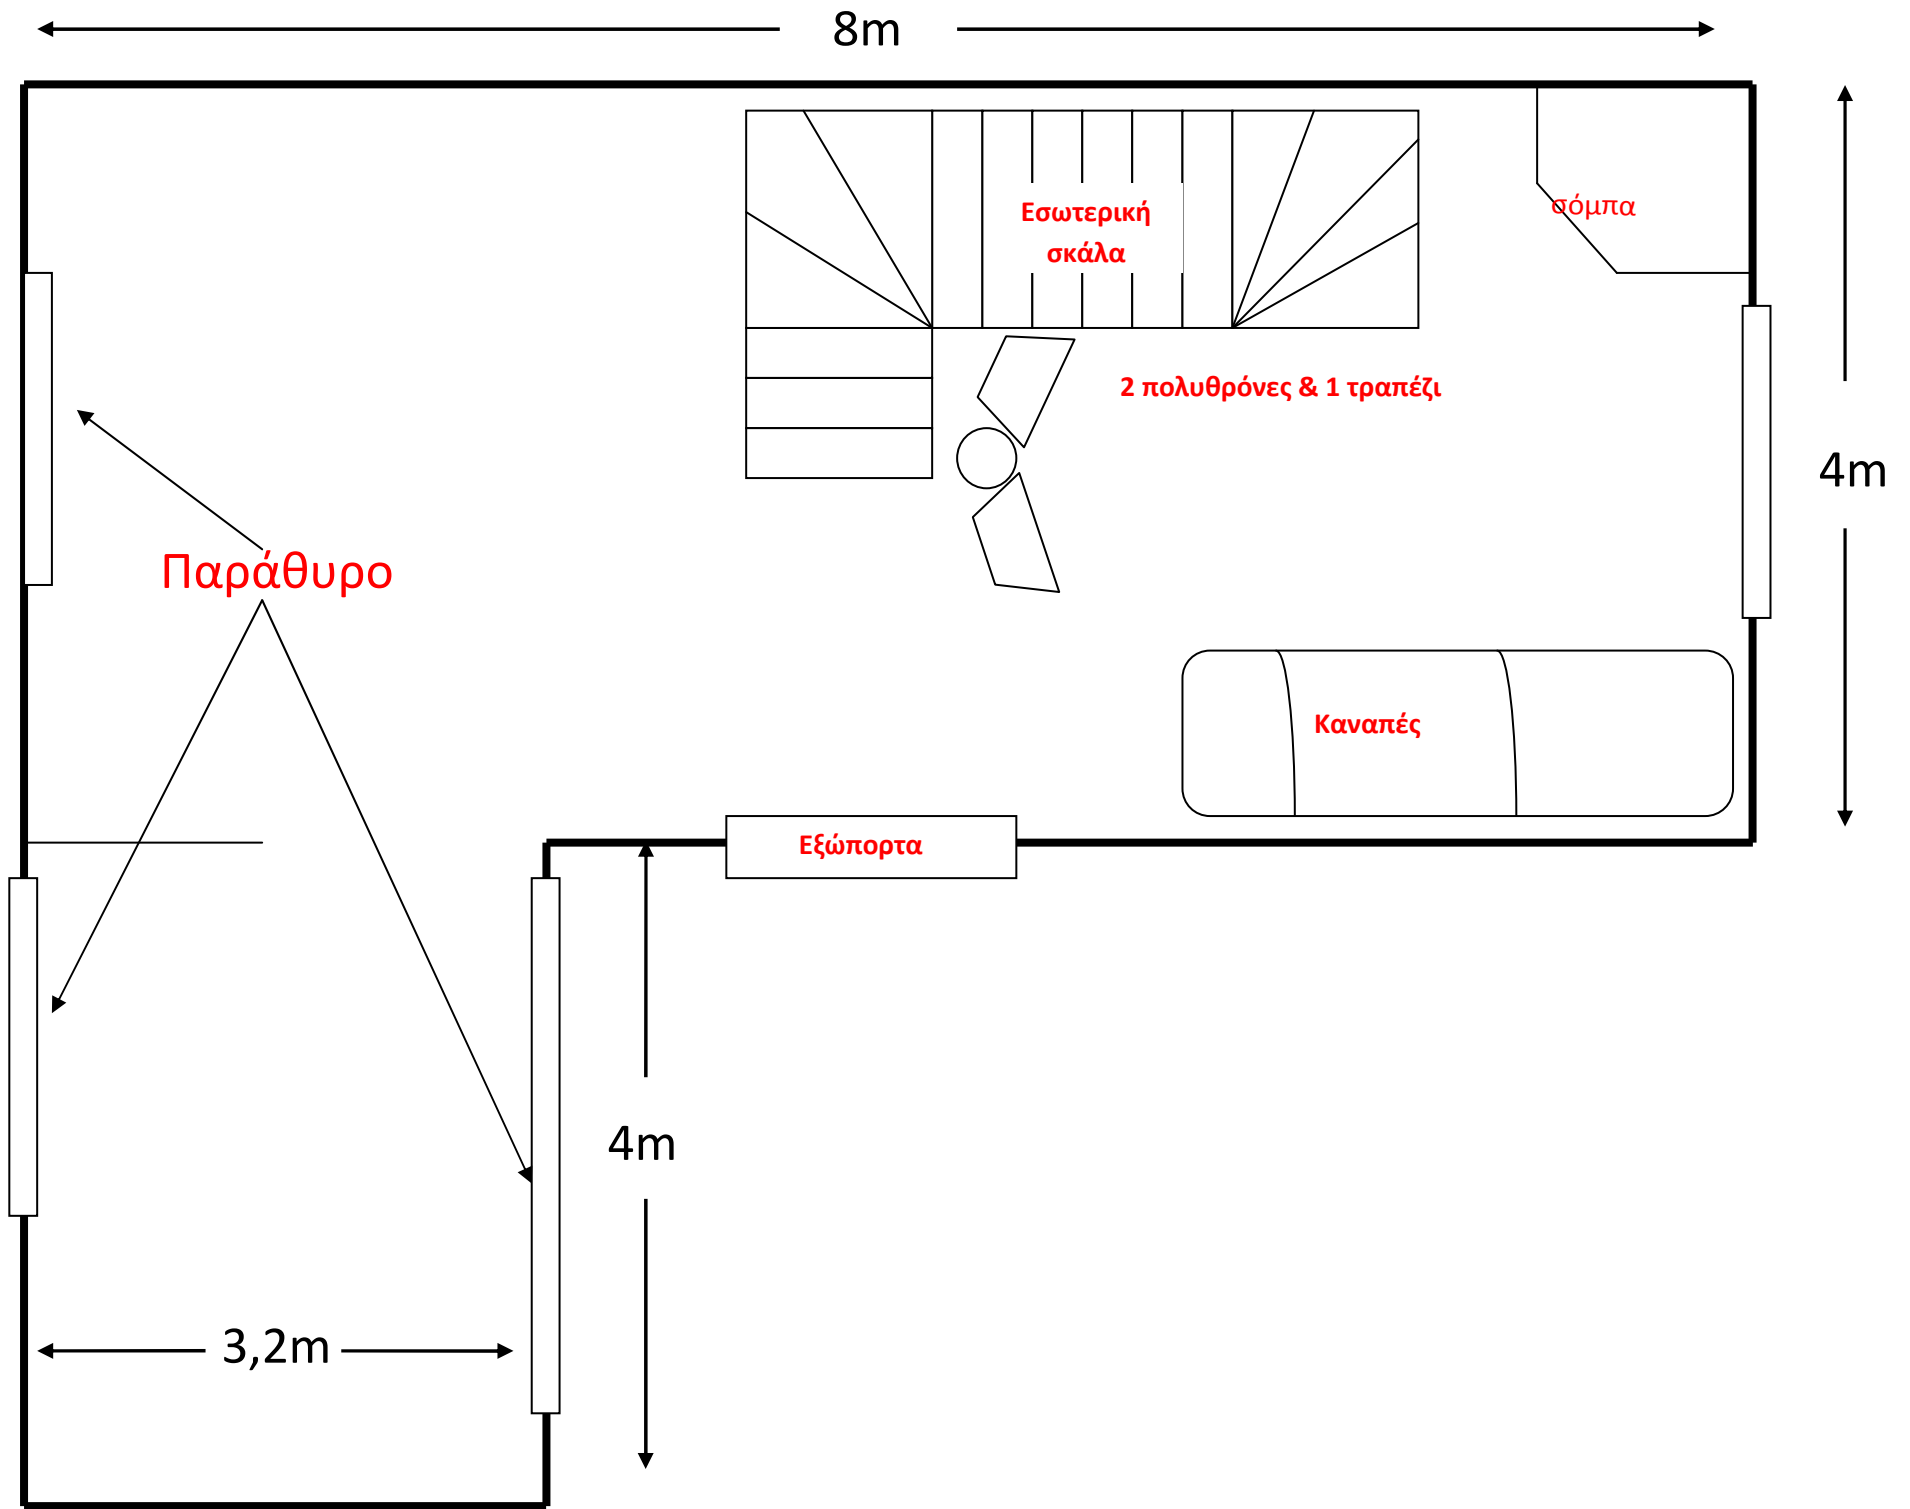 8m
Εσωτερική
σκάλα
σόμπα
2 πολυθρόνες & 1 τραπέζι
4m
Παράθυρο
Καναπές
Εξώπορτα
4m
3,2m